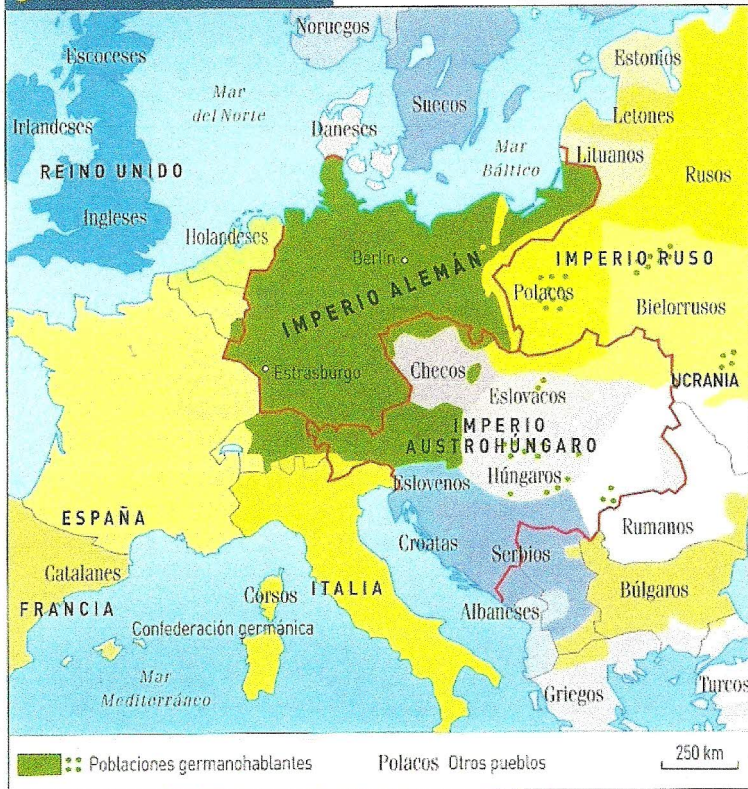 Noruegos
Escoceses
Estonios
Mar
del Norte
Suecos
Letones
Irlandeses
Daneses
Mar
Báltico
Lituanos
REINO UNIDO
Rusos
Ingleses
Holandeses
Berlín
IMPERIO ALEMÁN
IMPERIO RUSO
Polacos
Bielorrusos
Estrasburgo
Checos
Eslovacos
UCRANIA
IMPERIO
AUSTROHÚNGARO
Húngaros
Eslovenos
ESPAÑA
Rumanos
Croatas
Serbios
Catalanes
Búlgaros
FRANCIA
Corsos
ITALIA
Albaneses
Confederación germánica
Mar
Mediterráneo
Griegos
Turcos
Poblaciones germanohablantes
Polacos Otros pueblos
250 km